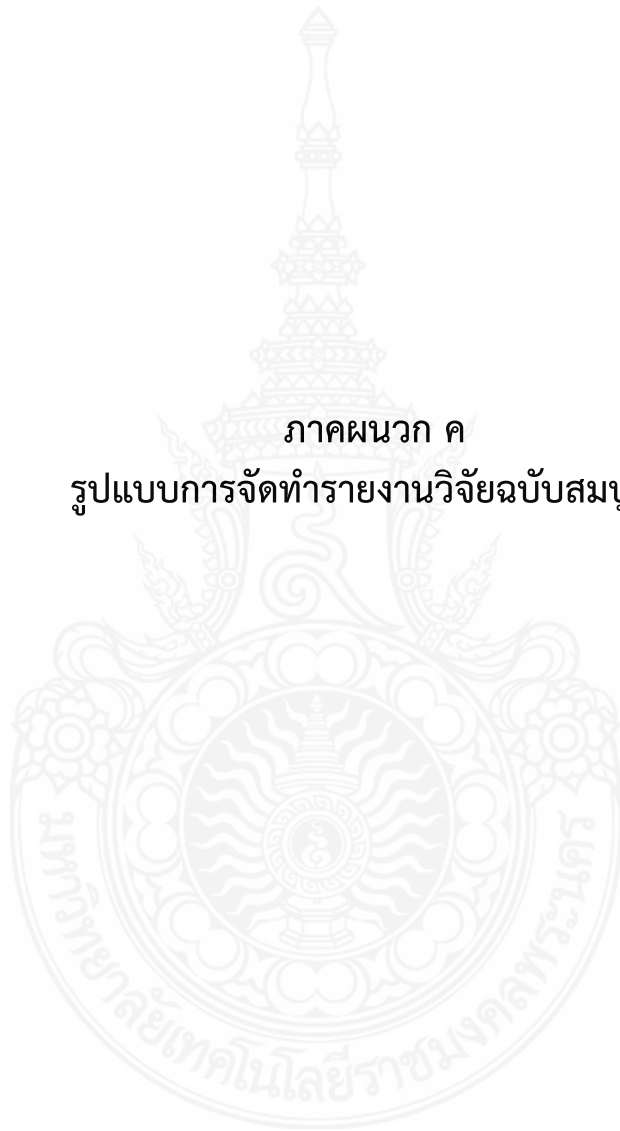 ภาคผนวก ค
รูปแบบการจัดทำรายงานวิจัยฉบับสม
มหาวิทยาลัยเทคโนโลยีราชมงคลพระนคร